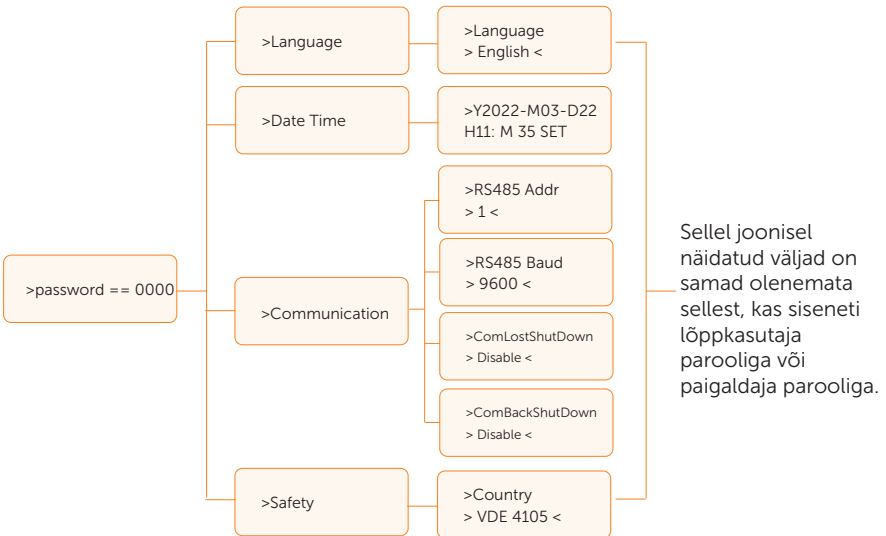 >password == 0000
>Language
>Language
> English <
>Date Time
>Y2022-M03-D22
H11: M 35 SET
>Communication
>RS485 Addr
> 1 <
>RS485 Baud
> 9600 <
>ComLostShutDown
> Disable <
>ComBackShutDown
> Disable <
>Safety
>Country
> VDE 4105 <
Sellel joonisel
näidatud väljad on
samad olenemata
sellest, kas siseneti
lõppkasutaja
parooliga või
paigaldaja parooliga.